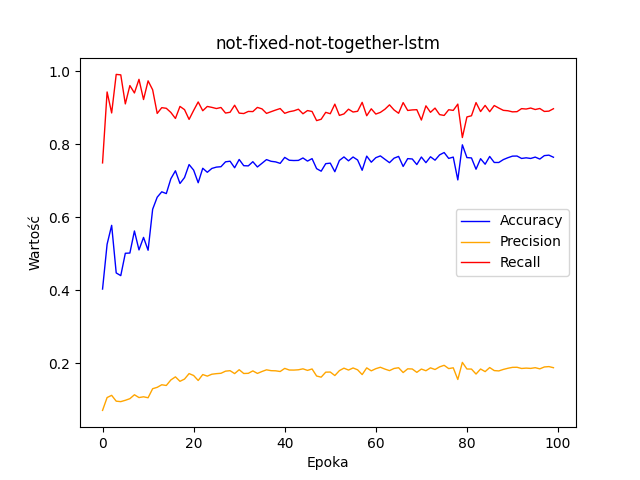 not-fixed-not-together-lstm
1.0
0.8
0.6
0.4
0.2
Wartość
Accuracy
Precision
Recall
0 20 40 60 80 100
Epoka